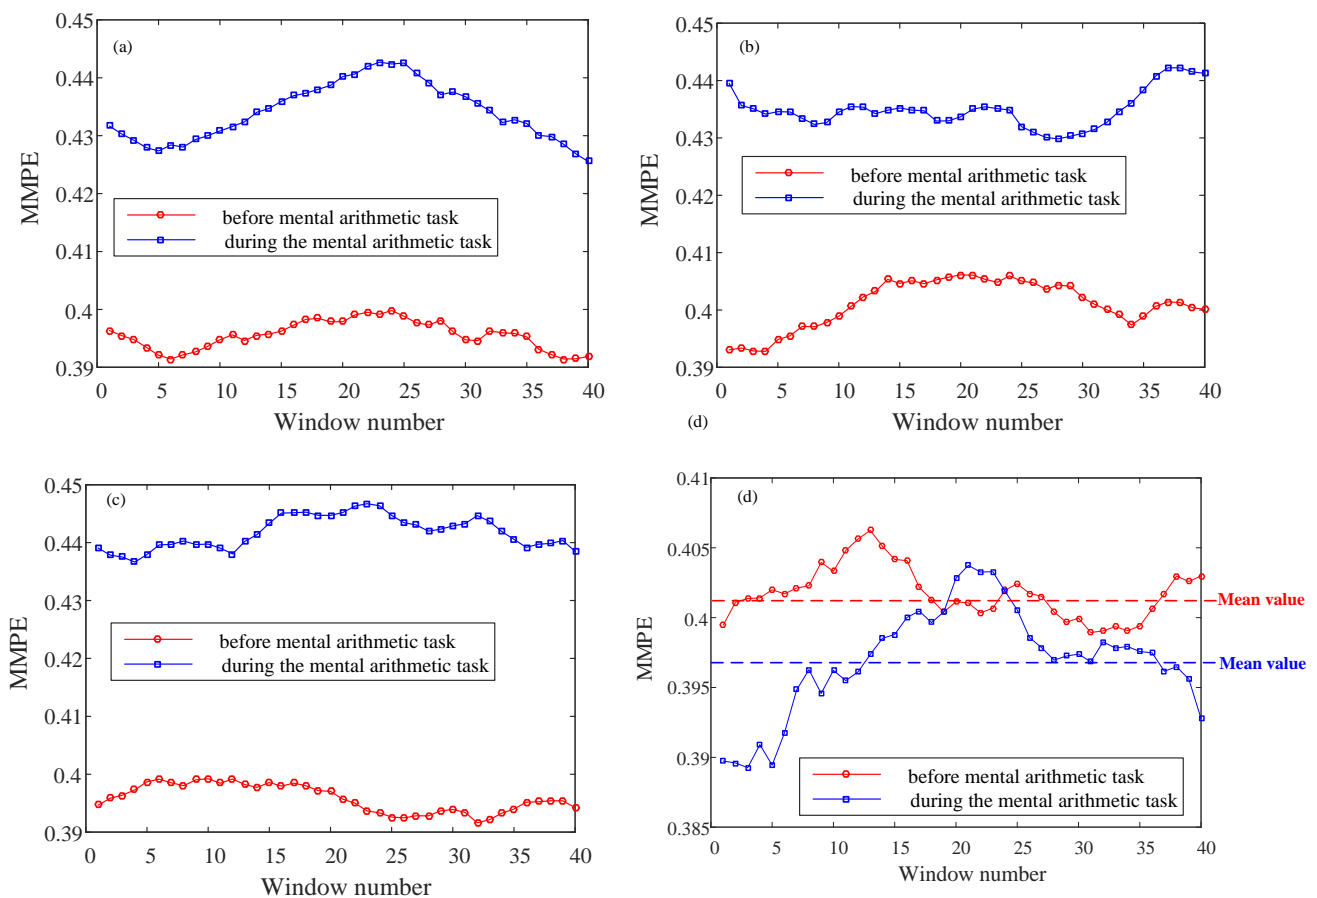 (a)
0.45
0.44
0.43
0.42
0.41
0.4
0.39
MMPE
before mental arithmetic task
during the mental arithmetic task
0 5 10 15 20 25 30 35 40
Window number
(b)
0.45
0.44
0.43
0.42
0.41
0.4
0.39
MMPE
before mental arithmetic task
during the mental arithmetic task
0 5 10 15 20 25 30 35 40
Window number
(d)
(c)
0.45
0.44
0.43
0.42
0.41
0.4
0.39
MMPE
before mental arithmetic task
during the mental arithmetic task
0 5 10 15 20 25 30 35 40
Window number
(d)
0.41
0.405
0.4
0.395
0.39
0.385
MMPE
Mean value
Mean value
before mental arithmetic task
during the mental arithmetic task
0 5 10 15 20 25 30 35 40
Window number